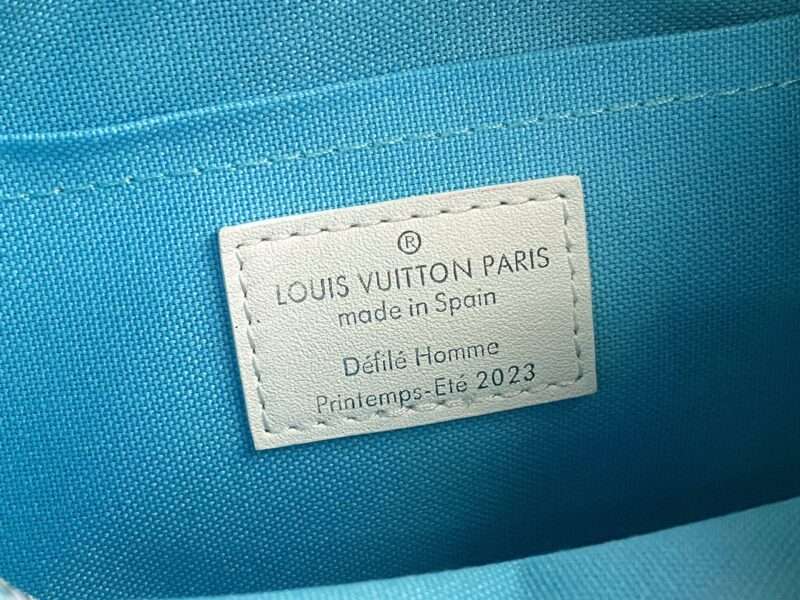 ®
LOUIS VUITTON PARIS
made in Spain
Défilé Homme
Printemps-Eté 2023